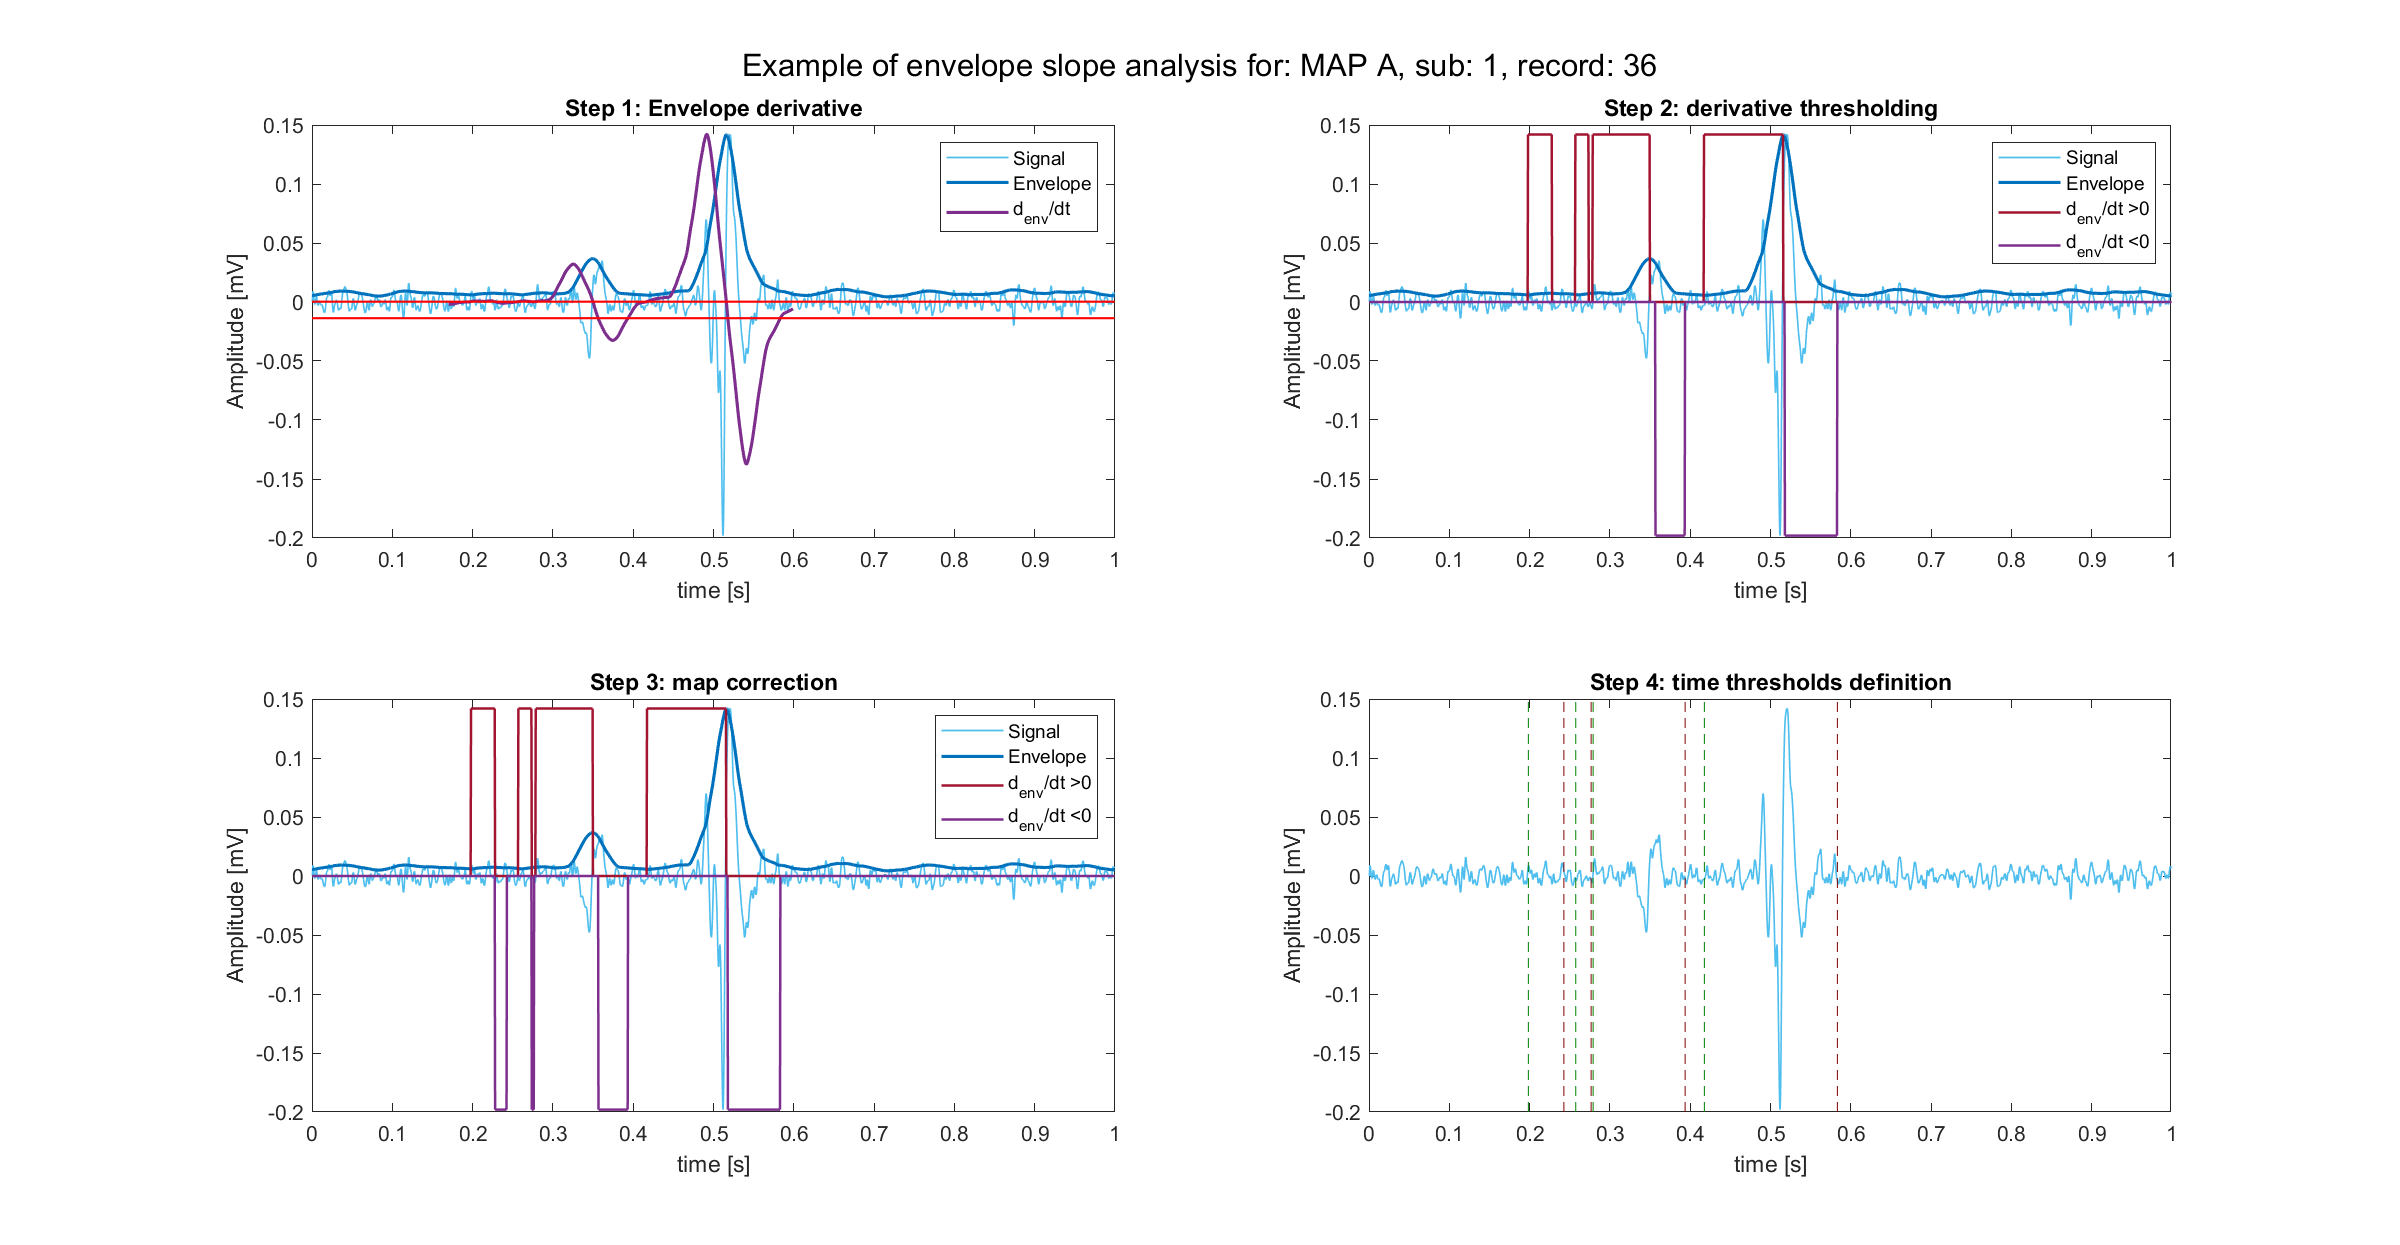 Example of envelope slope analysis for: MAP A, sub: 1, record: 36
Step 1: Envelope derivative
0.15
0.1
0.05
0
-0.05
-0.1
-0.15
-0.2
Amplitude [mV]
Signal
Envelope
d_env/dt
0 0.1 0.2 0.3 0.4 0.5 0.6 0.7 0.8 0.9 1
time [s]
Step 2: derivative thresholding
0.15
0.1
0.05
0
-0.05
-0.1
-0.15
-0.2
Amplitude [mV]
Signal
Envelope
d_env/dt >0
d_env/dt <0
0 0.1 0.2 0.3 0.4 0.5 0.6 0.7 0.8 0.9 1
time [s]
Step 3: map correction
0.15
0.1
0.05
0
-0.05
-0.1
-0.15
-0.2
Amplitude [mV]
Signal
Envelope
d_env/dt >0
d_env/dt <0
0 0.1 0.2 0.3 0.4 0.5 0.6 0.7 0.8 0.9 1
time [s]
Step 4: time thresholds definition
0.15
0.1
0.05
0
-0.05
-0.1
-0.15
-0.2
Amplitude [mV]
0 0.1 0.2 0.3 0.4 0.5 0.6 0.7 0.8 0.9 1
time [s]